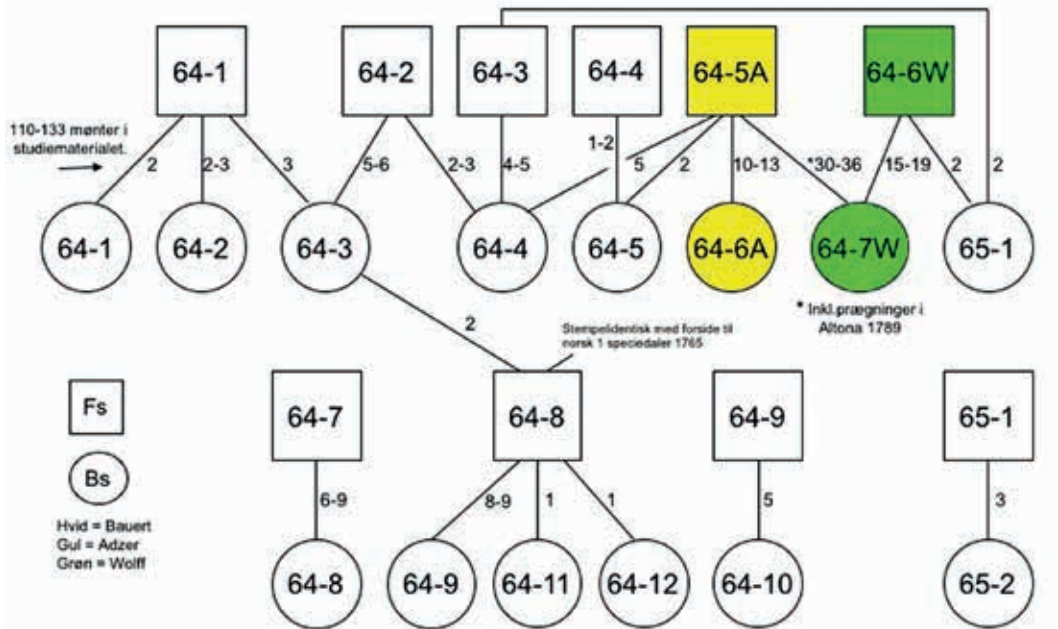 64-1
64-2
64-3
64-4
64-5A
64-6W
110-133 mønter i
studiematerialet.
2
2-3
3
5-6
2-3
4-5
1-2
5
2
10-13
*30-36
15-19
2
2
64-1
64-2
64-3
64-4
64-5
64-6A
64-7W
65-1
* Inkl.prægninger i
Altona 1789
2
Stempelidentisk med forside til
norsk 1 speciedaler 1765
Fs
64-7
64-8
64-9
65-1
Bs
6-9
8-9
1
1
5
3
Hvid = Bauert
Gul = Adzer
Grøn = Wolff
64-8
64-9
64-11
64-12
64-10
65-2